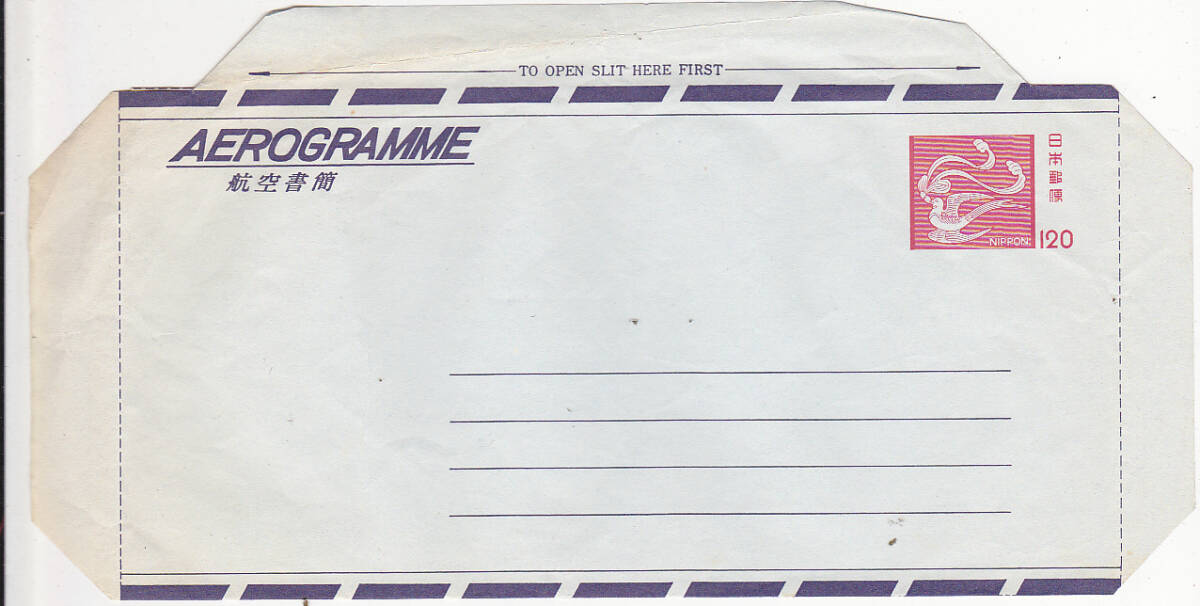 TO OPEN SLIT HERE FIRST
AEROGRAMME
航空書簡
日本郵便
NIPPON
120